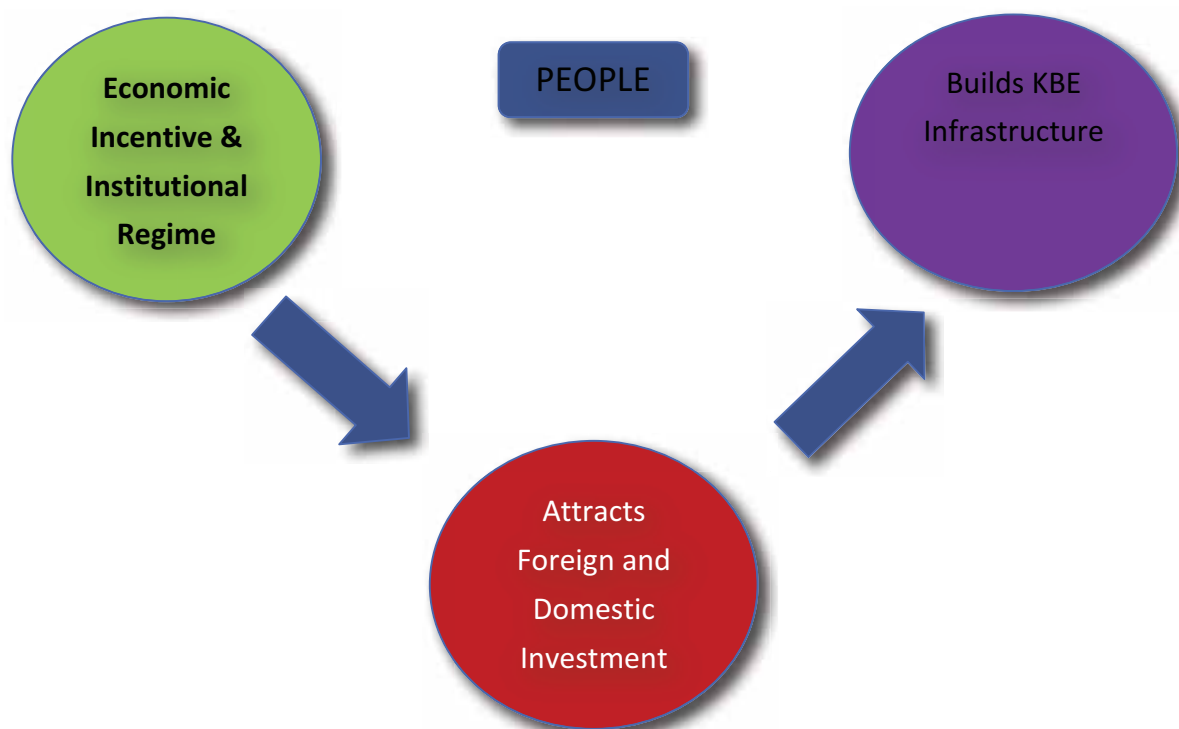 Economic
Incentive &
Institutional
Regime
PEOPLE
Builds KBE
Infrastructure
Attracts
Foreign and
Domestic
Investment